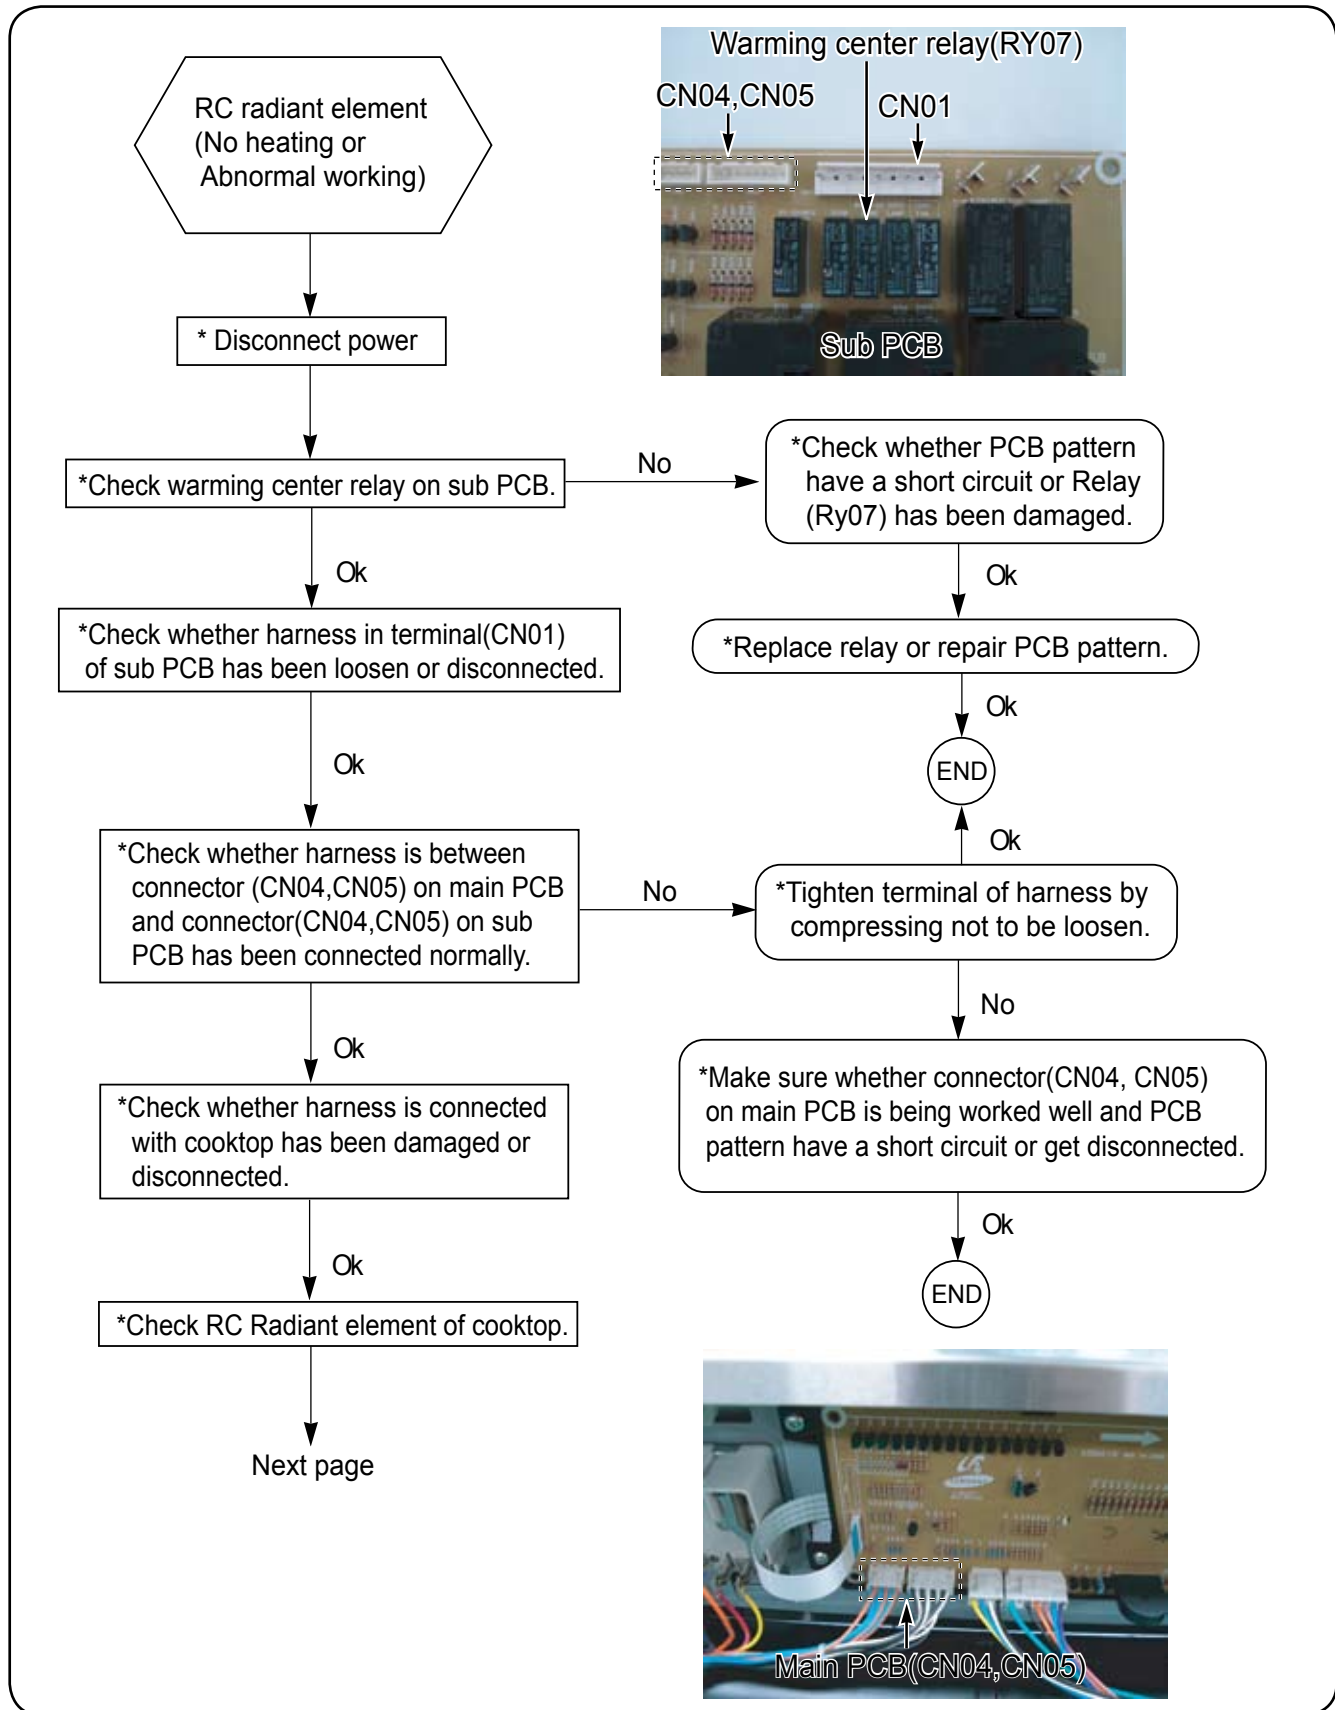 Warming center relay(RY07)
CN04,CN05
CN01
Sub PCB
RC radiant element
(No heating or
Abnormal working)
* Disconnect power
*Check warming center relay on sub PCB.
No
*Check whether PCB pattern
have a short circuit or Relay
(Ry07) has been damaged.
Ok
Ok
*Check whether harness in terminal(CN01)
of sub PCB has been loosen or disconnected.
*Replace relay or repair PCB pattern.
Ok
Ok
END
Ok
*Check whether harness is between
connector (CN04,CN05) on main PCB
and connector(CN04,CN05) on sub
PCB has been connected normally.
No
*Tighten terminal of harness by
compressing not to be loosen.
No
Ok
*Make sure whether connector(CN04, CN05)
on main PCB is being worked well and PCB
pattern have a short circuit or get disconnected.
*Check whether harness is connected
with cooktop has been damaged or
disconnected.
Ok
Ok
END
*Check RC Radiant element of cooktop.
Next page
SAMSUNG
Main PCB(CN04,CN05)